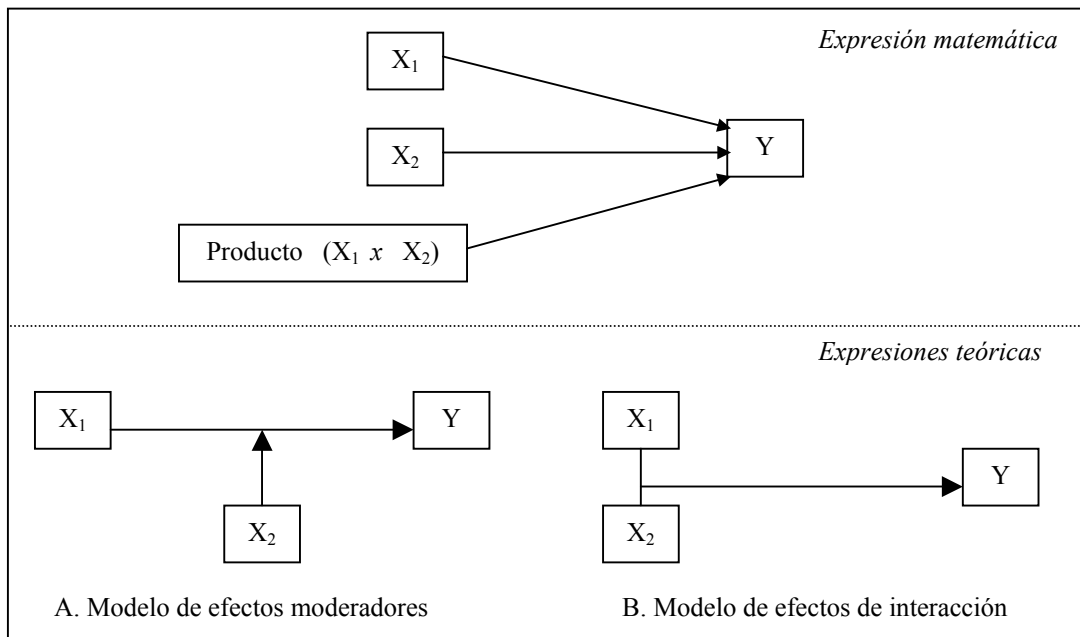 Expresión matemática
X₁
X₂
Y
Producto (X₁ x X₂)
Expresiones teóricas
X₁
Y
X₂
A. Modelo de efectos moderadores
X₁
Y
X₂
B. Modelo de efectos de interacción